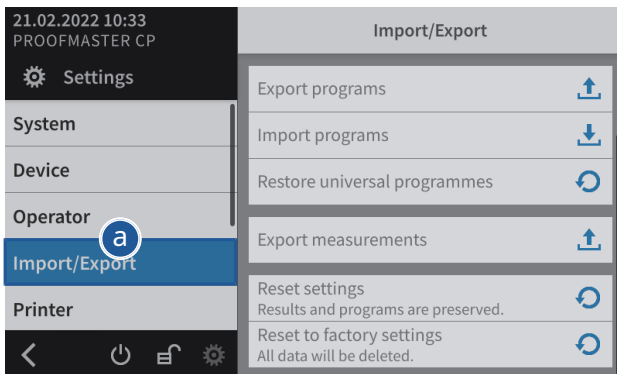 21.02.2022 10:33
PROOFMASTER CP
Settings
System
Device
Operator
a
Import/Export
Printer
Import/Export
Export programs
Import programs
Restore universal programmes
Export measurements
Reset settings
Results and programs are preserved.
Reset to factory settings
All data will be deleted.